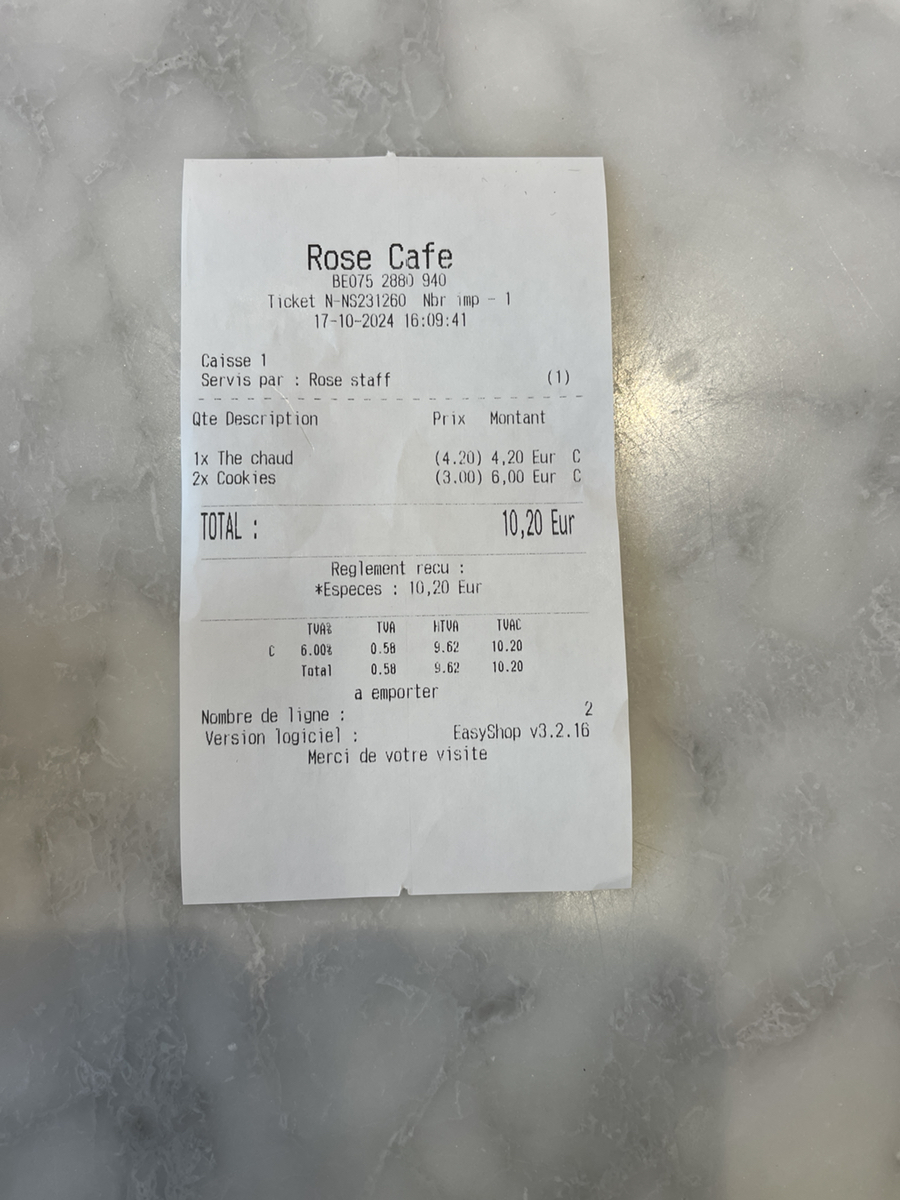 Rose Cafe
BE075 2880 940
Ticket N-NS231260 Nbr imp - 1
17-10-2024 16:09:41
Caisse 1
Servis par : Rose staff (1)
Qte Description Prix Montant
1x The chaud (4.20) 4,20 Eur C
2x Cookies (3.00) 6,00 Eur C
TOTAL : 10,20 Eur
Reglement recu :
*Especes : 10,20 Eur
TVA% TVA HTVA TVAC
C 6.00% 0.58 9.62 10.20
Total 0.58 9.62 10.20
a emporter
Nombre de ligne : 2
Version logiciel : EasyShop v3.2.16
Merci de votre visite